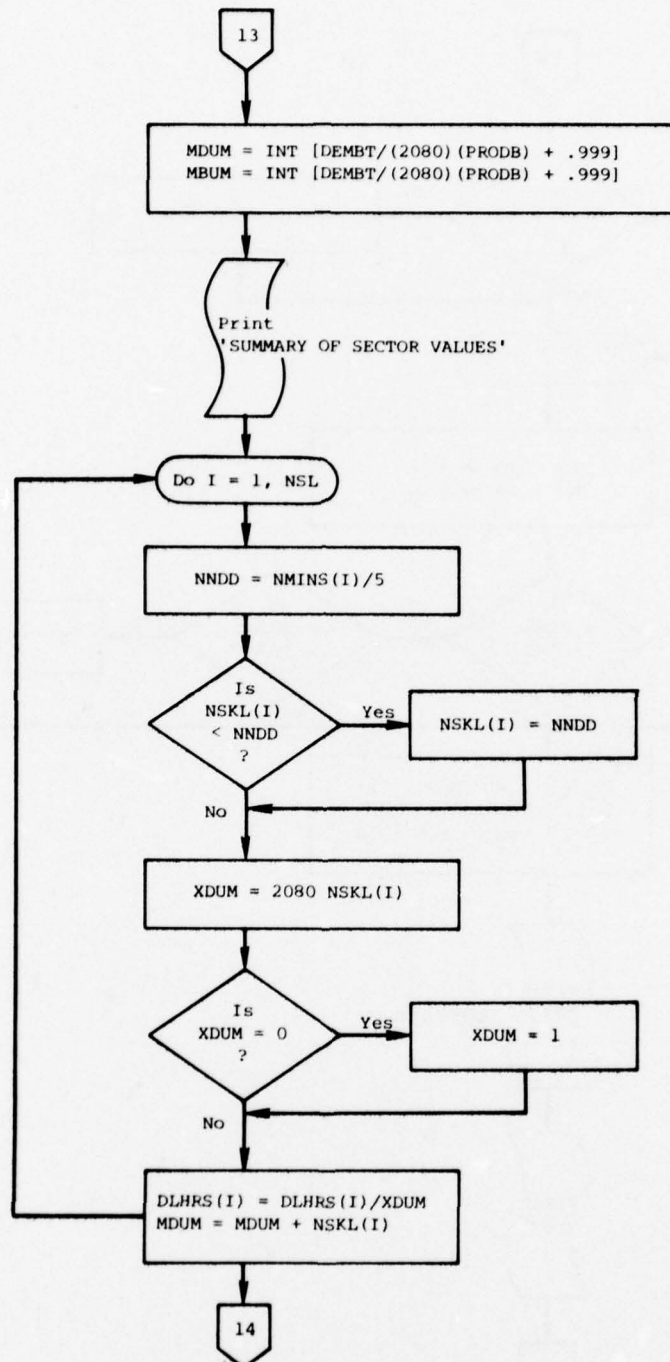 13
MDUM = INT [DEMBT/(2080)(PRODB) + .999]
MBUM = INT [DEMBT/(2080)(PRODB) + .999]
Print
'SUMMARY OF SECTOR VALUES'
Do I = 1, NSL
NNDD = NMINS(I)/5
Is
NSKL(I)
< NNDD
?
Yes
NSKL(I) = NNDD
No
XDUM = 2080 NSKL(I)
Is
XDUM = 0
?
Yes
XDUM = 1
No
DLHRS(I) = DLHRS(I)/XDUM
MDUM = MDUM + NSKL(I)
14